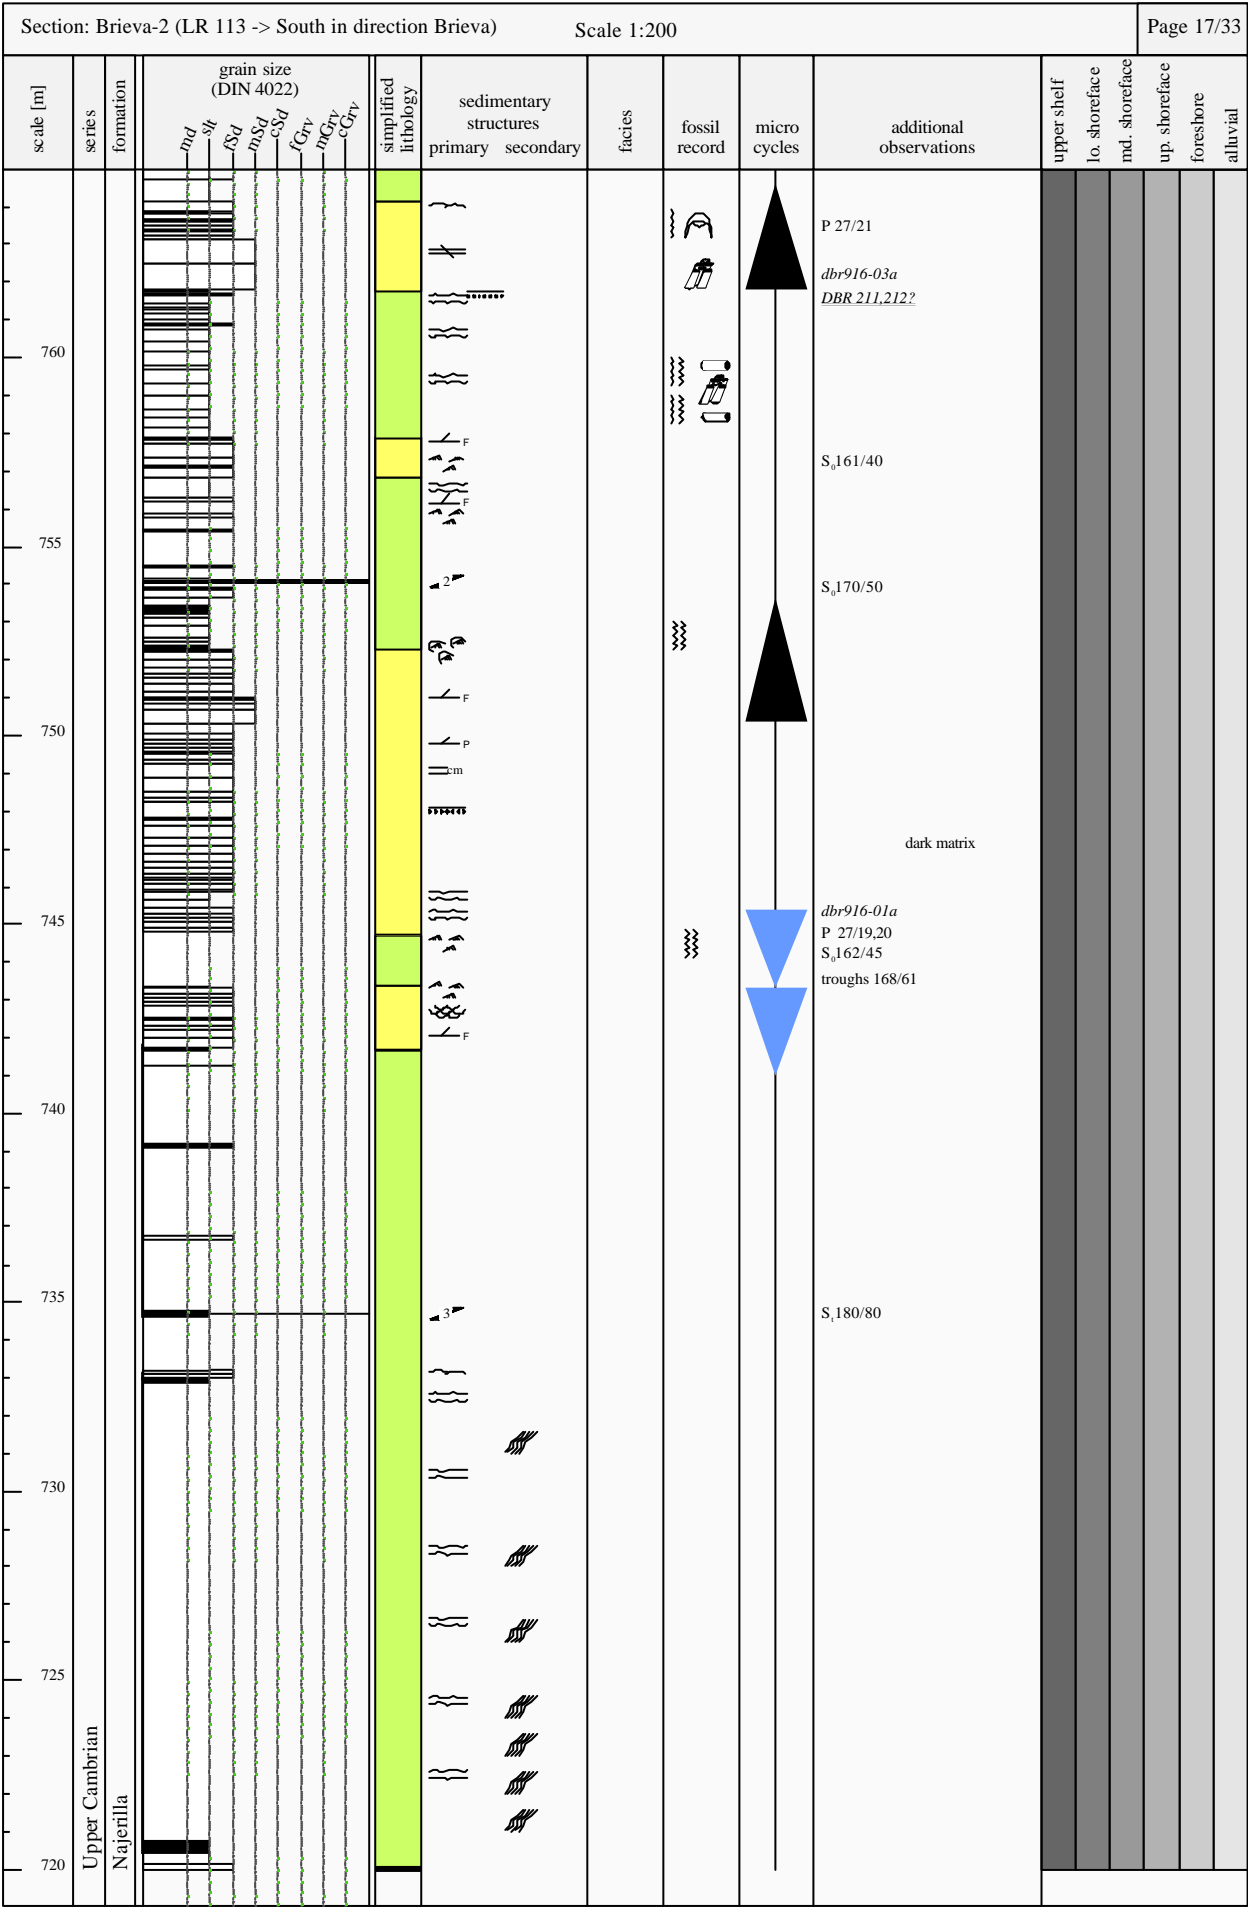 Section: Brieva-2 (LR 113 -> South in direction Brieva) Scale 1:200 Page 17/33
scale [m]
series
formation
grain size
(DIN 4022)
md
slt
fSd
mSd
cSd
fGrv
mGrv
cGrv
simplified
lithology
sedimentary
structures
primary secondary
facies
fossil
record
micro
cycles
additional
observations
upper shelf
lo. shoreface
md. shoreface
up. shoreface
foreshore
alluvial
P 27/21
dbr916-03a
DBR 211,212?
760
F
S₀161/40
F
755
2
S₀170/50
F
750
P
cm
dark matrix
dbr916-01a
745
P 27/19,20
S₀162/45
troughs 168/61
F
740
735
3
S₁180/80
730
725
Upper Cambrian
Najerilla
720